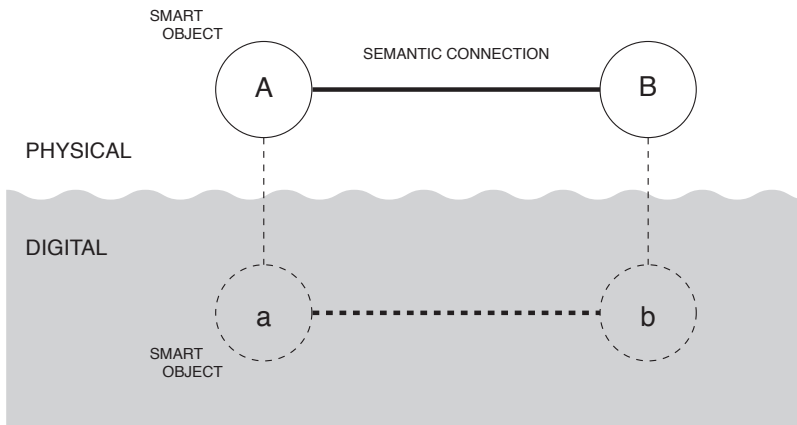 SMART
OBJECT
SEMANTIC CONNECTION
A
B
PHYSICAL
DIGITAL
a
b
SMART
OBJECT